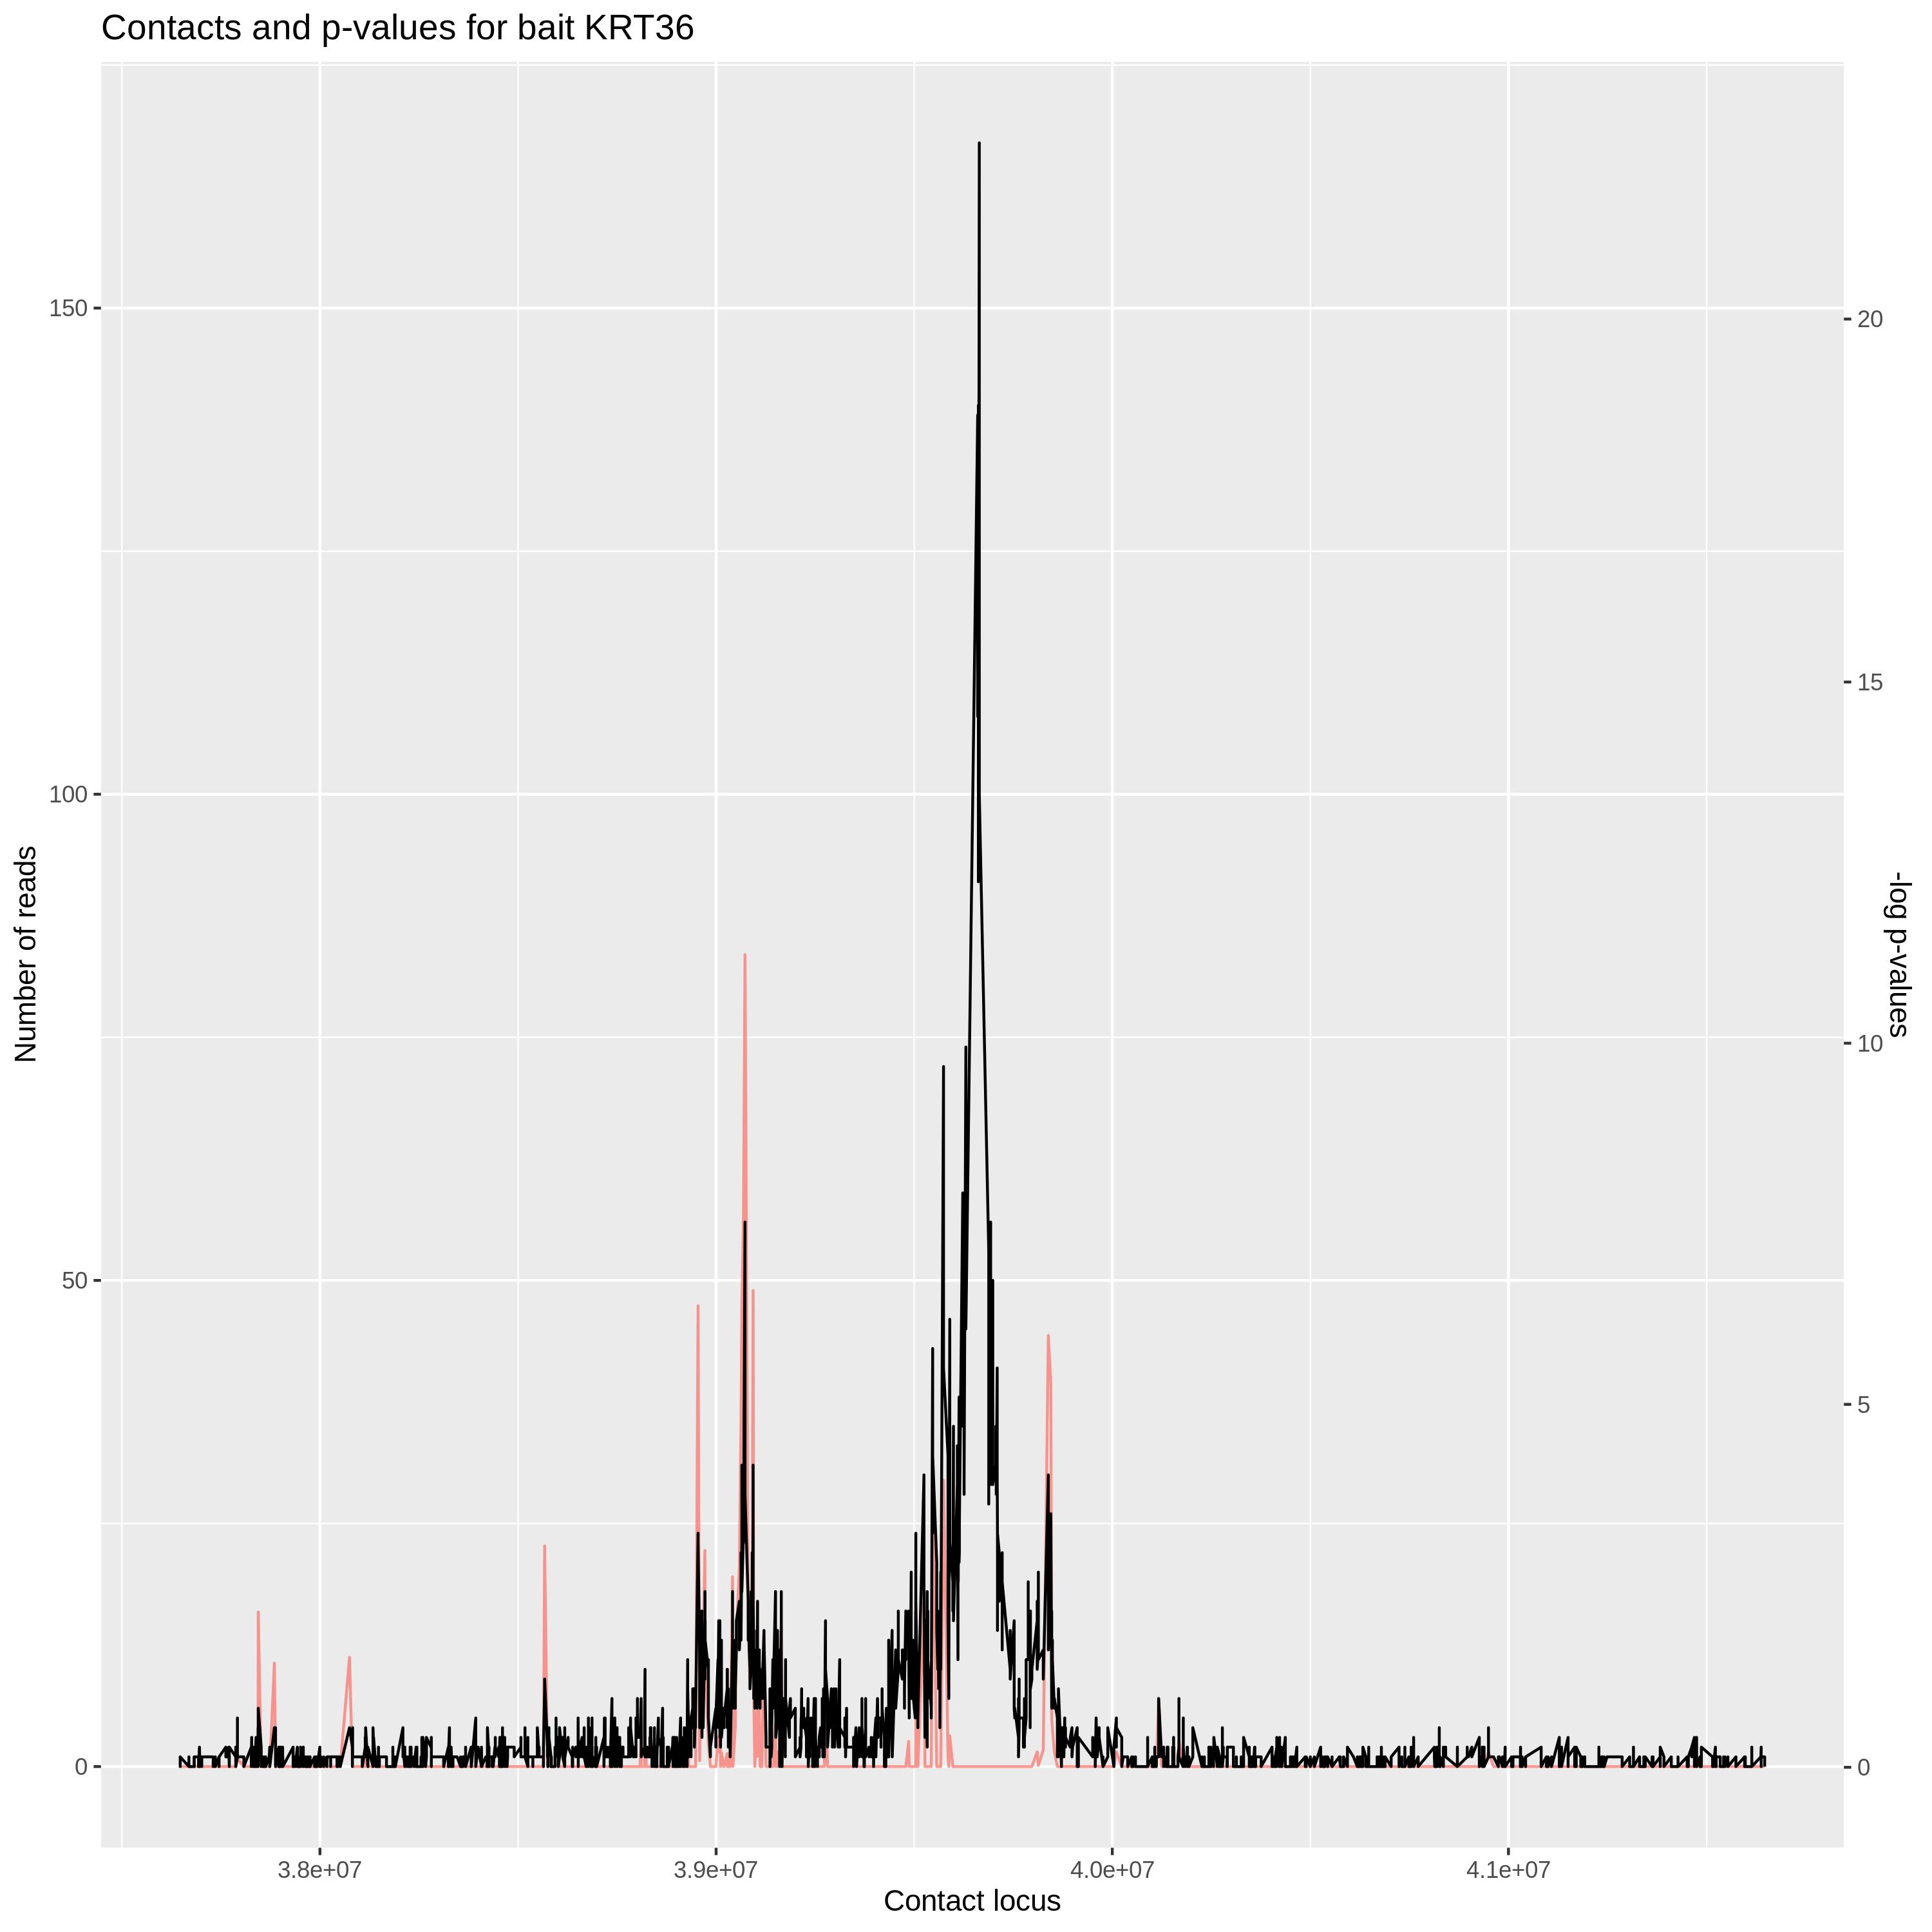 Contacts and p-values for bait KRT36
150
100
50
0
Number of reads
20
15
10
5
0
-log p-values
3.8e+07
3.9e+07
4.0e+07
4.1e+07
Contact locus